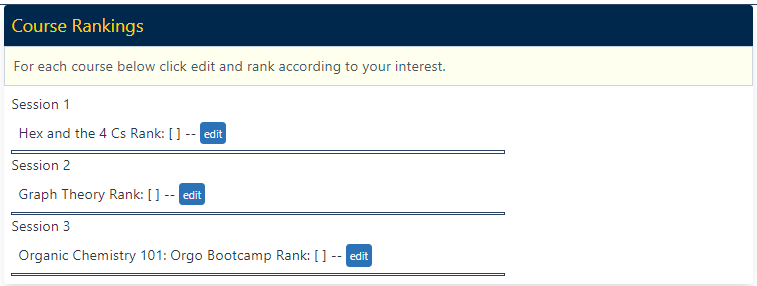 Course Rankings
For each course below click edit and rank according to your interest.
Session 1
Hex and the 4 Cs Rank: [ ] -- edit
Session 2
Graph Theory Rank: [ ] -- edit
Session 3
Organic Chemistry 101: Orgo Bootcamp Rank: [ ] -- edit